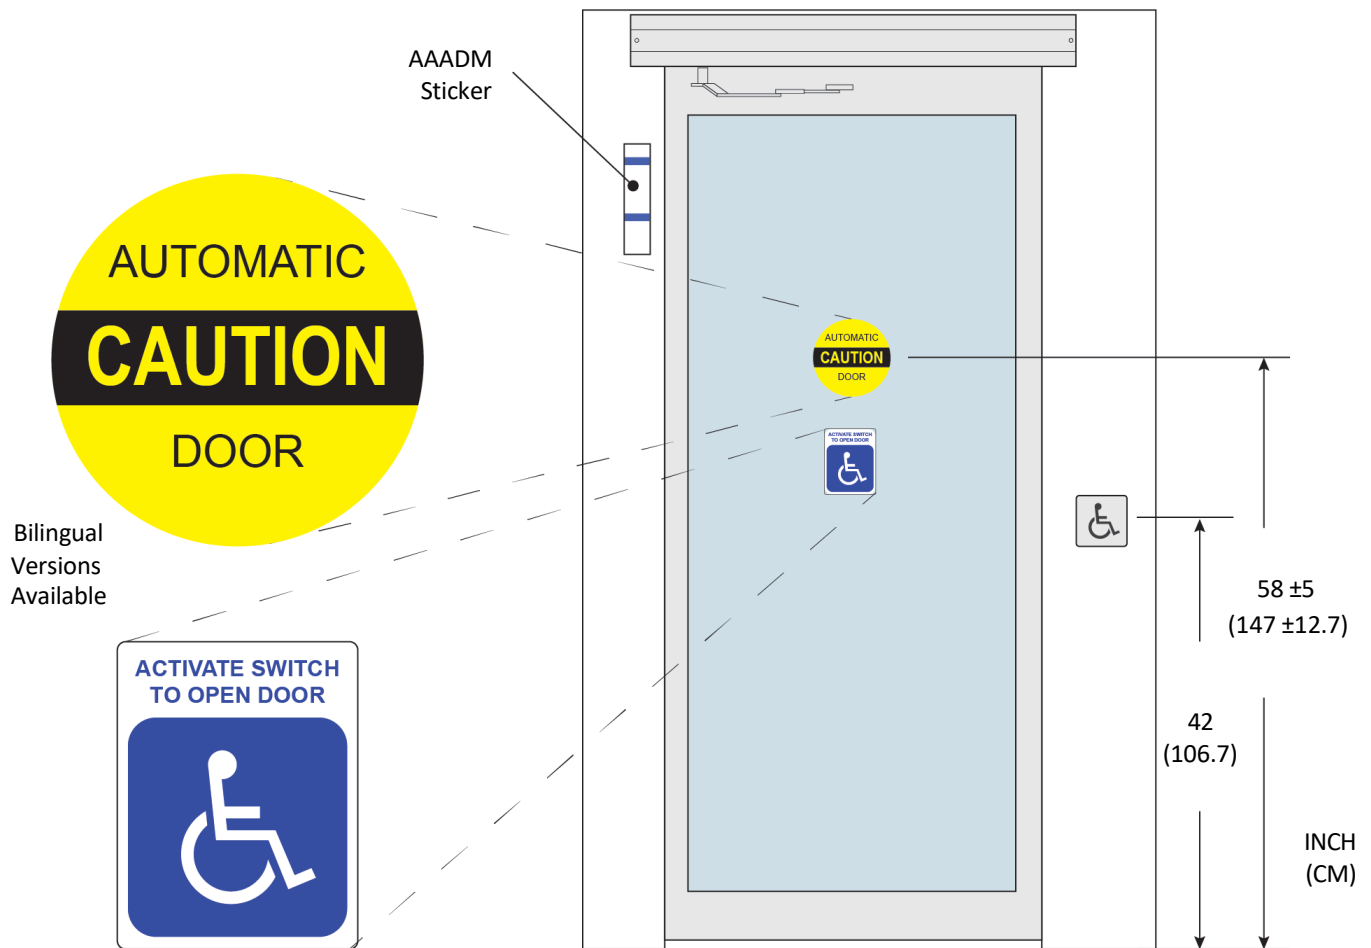 AAADM
Sticker
AUTOMATIC
CAUTION
DOOR
Bilingual
Versions
Available
ACTIVATE SWITCH
TO OPEN DOOR
AUTOMATIC
CAUTION
DOOR
ACTIVATE SWITCH
TO OPEN DOOR
58 ±5
(147 ±12.7)
42
(106.7)
INCH
(CM)